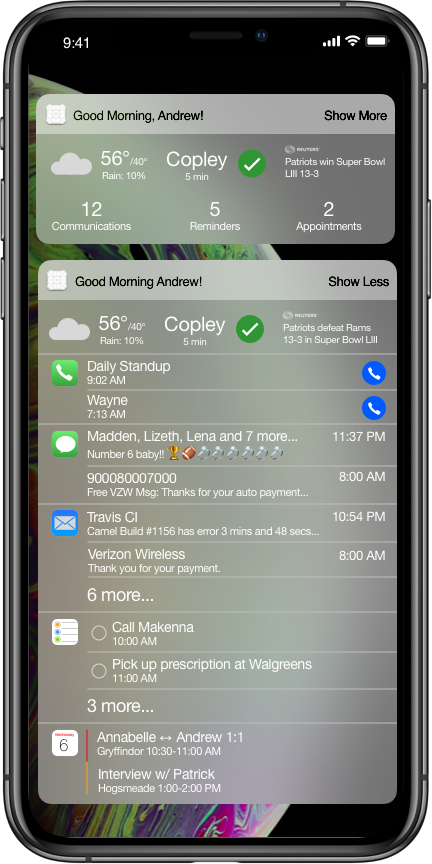 9:41
Good Morning, Andrew!
Show More
56°/40°
Rain: 10%
Copley
5 min
REUTERS
Patriots win Super Bowl
LIII 13-3
12
Communications
5
Reminders
2
Appointments
Good Morning Andrew!
Show Less
56°/40°
Rain: 10%
Copley
5 min
REUTERS
Patriots defeat Rams
13-3 in Super Bowl LIII
Daily Standup
9:02 AM
Wayne
7:13 AM
Madden, Lizeth, Lena and 7 more...
11:37 PM
Number 6 baby!! 🏆🏈💍💍💍💍💍💍
900080007000
8:00 AM
Free VZW Msg: Thanks for your auto payment...
Travis CI
10:54 PM
Camel Build #1156 has error 3 mins and 48 secs...
Verizon Wireless
8:00 AM
Thank you for your payment.
6 more...
Call Makenna
10:00 AM
Pick up prescription at Walgreens
11:00 AM
3 more...
Wednesday
6
Annabelle ↔ Andrew 1:1
Gryffindor 10:30-11:00 AM
Interview w/ Patrick
Hogsmeade 1:00-2:00 PM